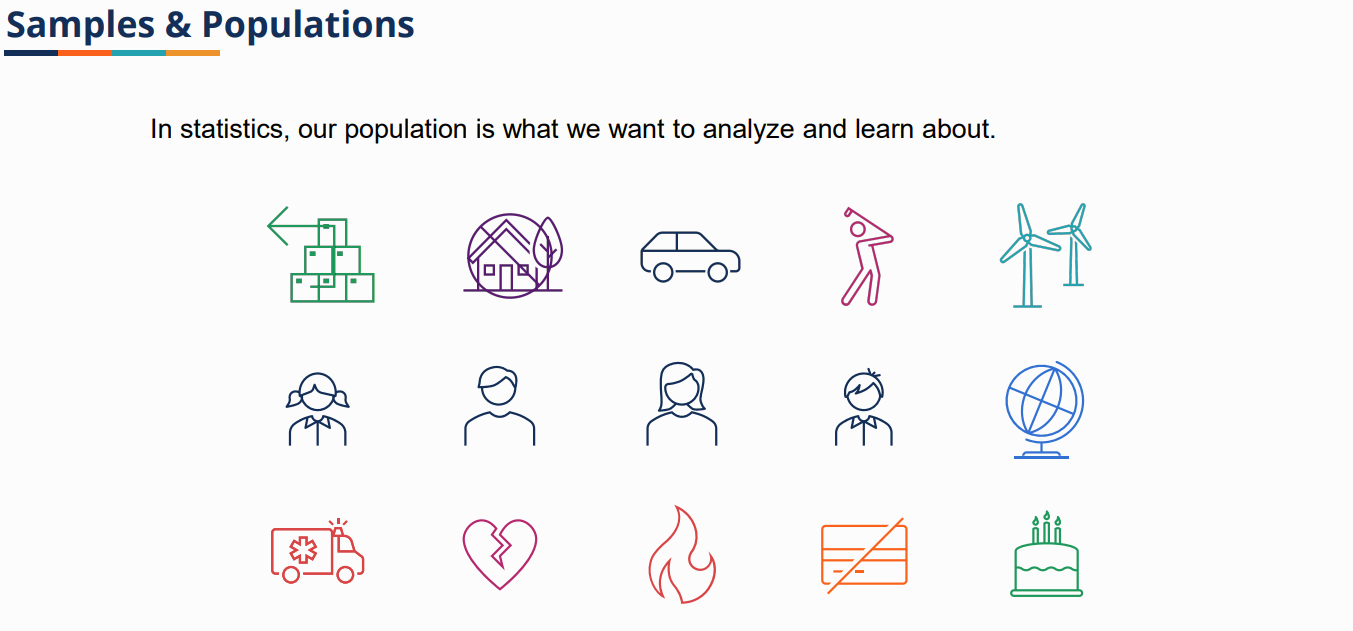 Samples & Populations
In statistics, our population is what we want to analyze and learn about.